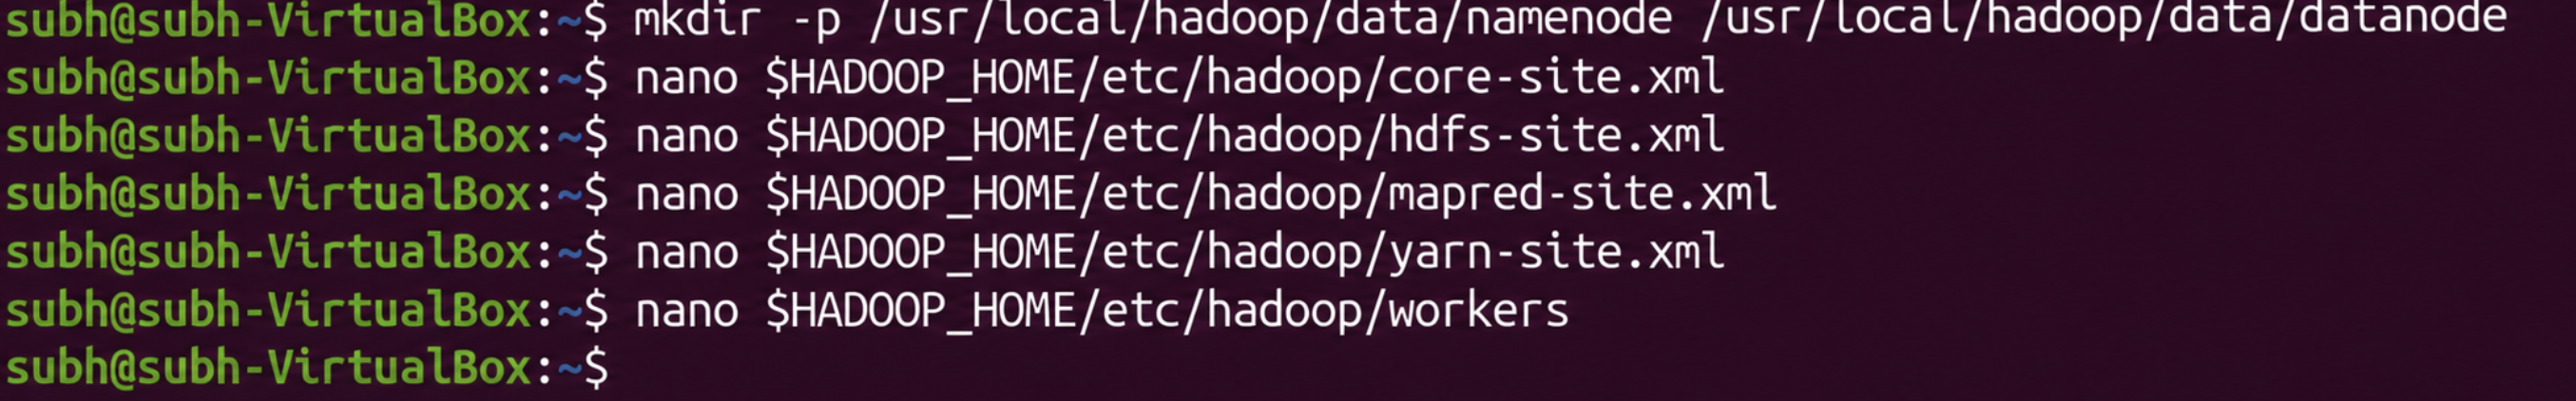 subh@subh-VirtualBox:~$ mkdir -p /usr/local/hadoop/data/namenode /usr/local/hadoop/data/datanode
subh@subh-VirtualBox:~$ nano $HADOOP_HOME/etc/hadoop/core-site.xml
subh@subh-VirtualBox:~$ nano $HADOOP_HOME/etc/hadoop/hdfs-site.xml
subh@subh-VirtualBox:~$ nano $HADOOP_HOME/etc/hadoop/mapred-site.xml
subh@subh-VirtualBox:~$ nano $HADOOP_HOME/etc/hadoop/yarn-site.xml
subh@subh-VirtualBox:~$ nano $HADOOP_HOME/etc/hadoop/workers
subh@subh-VirtualBox:~$